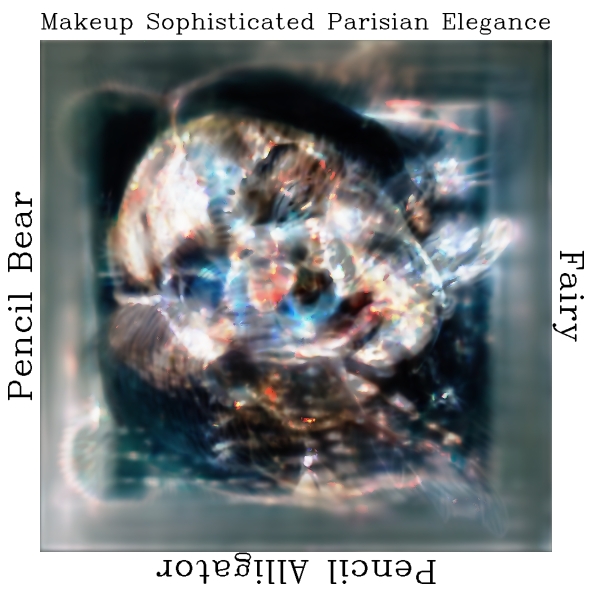 Makeup Sophisticated Parisian Elegance
Pencil Bear
Fairy
Pencil Alligator